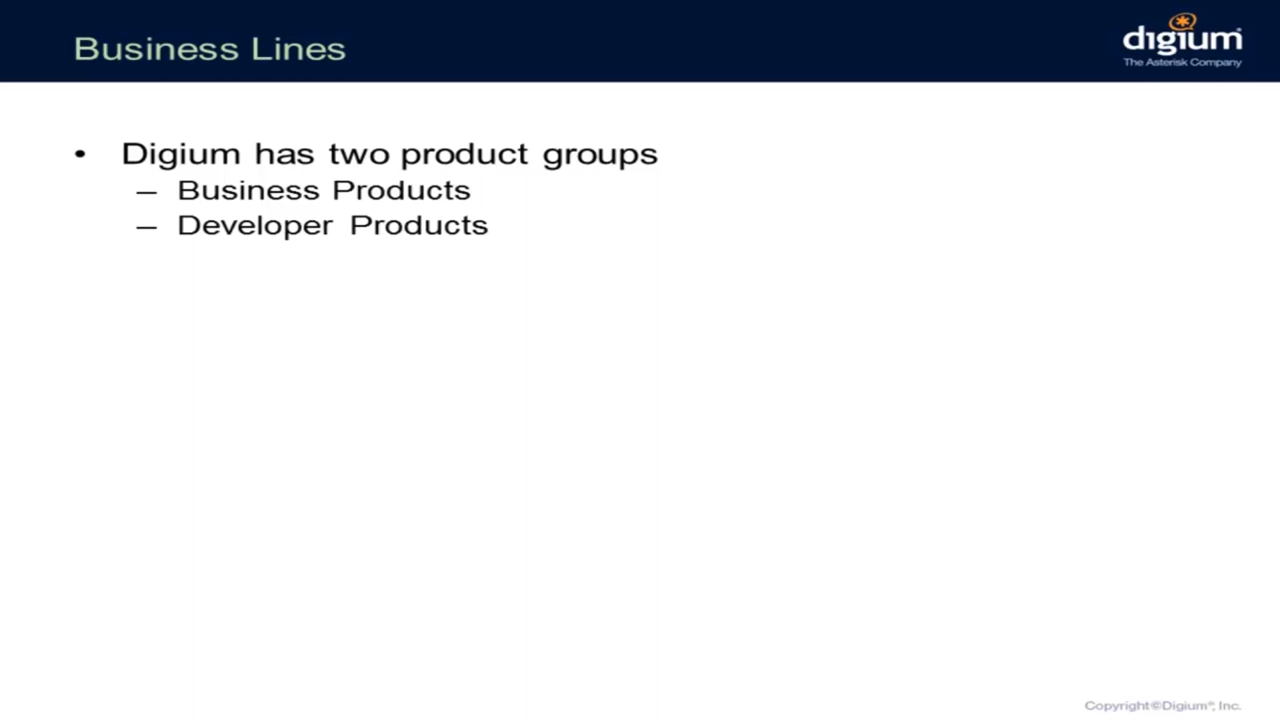 Business Lines
digium
The Asterisk Company
• Digium has two product groups
– Business Products
– Developer Products
Copyright©Digium®, Inc.